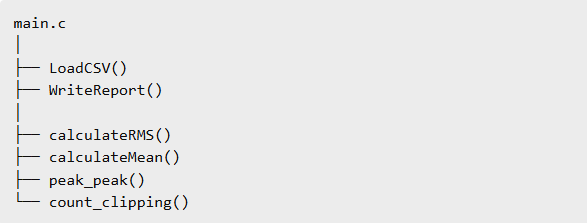 main.c
│
├── LoadCSV()
├── WriteReport()
│
├── calculateRMS()
├── calculateMean()
├── peak_peak()
└── count_clipping()